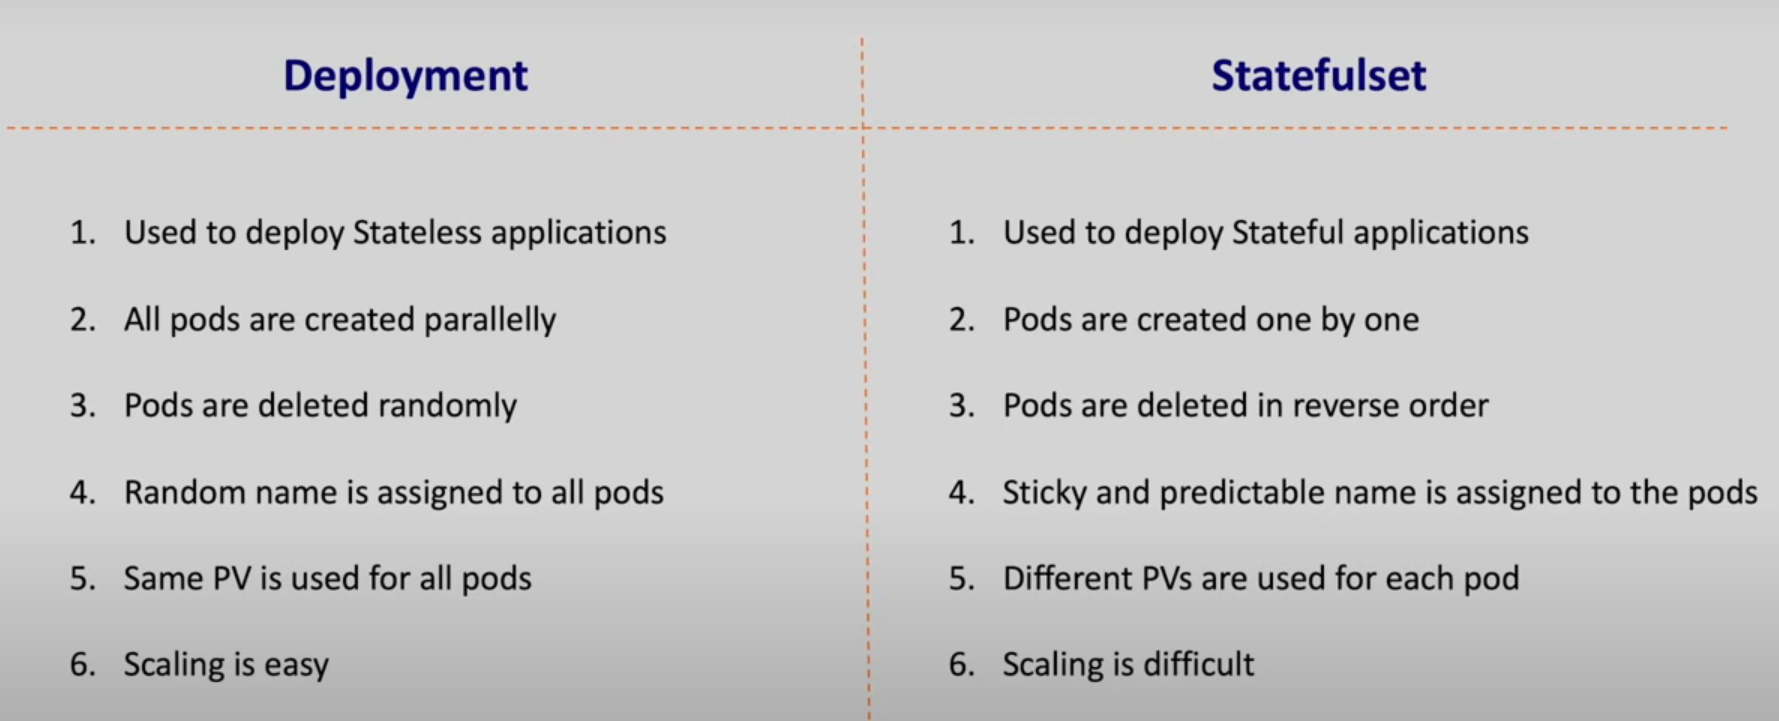 Deployment
Statefulset
1. Used to deploy Stateless applications
2. All pods are created parallelly
3. Pods are deleted randomly
4. Random name is assigned to all pods
5. Same PV is used for all pods
6. Scaling is easy
1. Used to deploy Stateful applications
2. Pods are created one by one
3. Pods are deleted in reverse order
4. Sticky and predictable name is assigned to the pods
5. Different PVs are used for each pod
6. Scaling is difficult